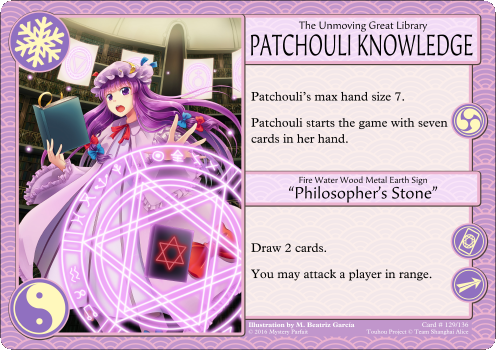 The Unmoving Great Library
PATCHOULI KNOWLEDGE
Patchouli's max hand size 7.
Patchouli starts the game with seven
cards in her hand.
Fire Water Wood Metal Earth Sign
“Philosopher's Stone”
Draw 2 cards.
You may attack a player in range.
Illustration by M. Beatriz Garcia
Card # 129/136
© 2016 Mystery Parfait
Touhou Project © Team Shanghai Alice